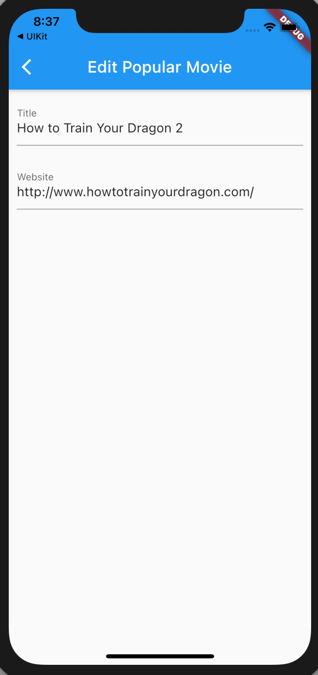 8:37
◀ UIKit
DEBUG
Edit Popular Movie
Title
How to Train Your Dragon 2
Website
http://www.howtotrainyourdragon.com/